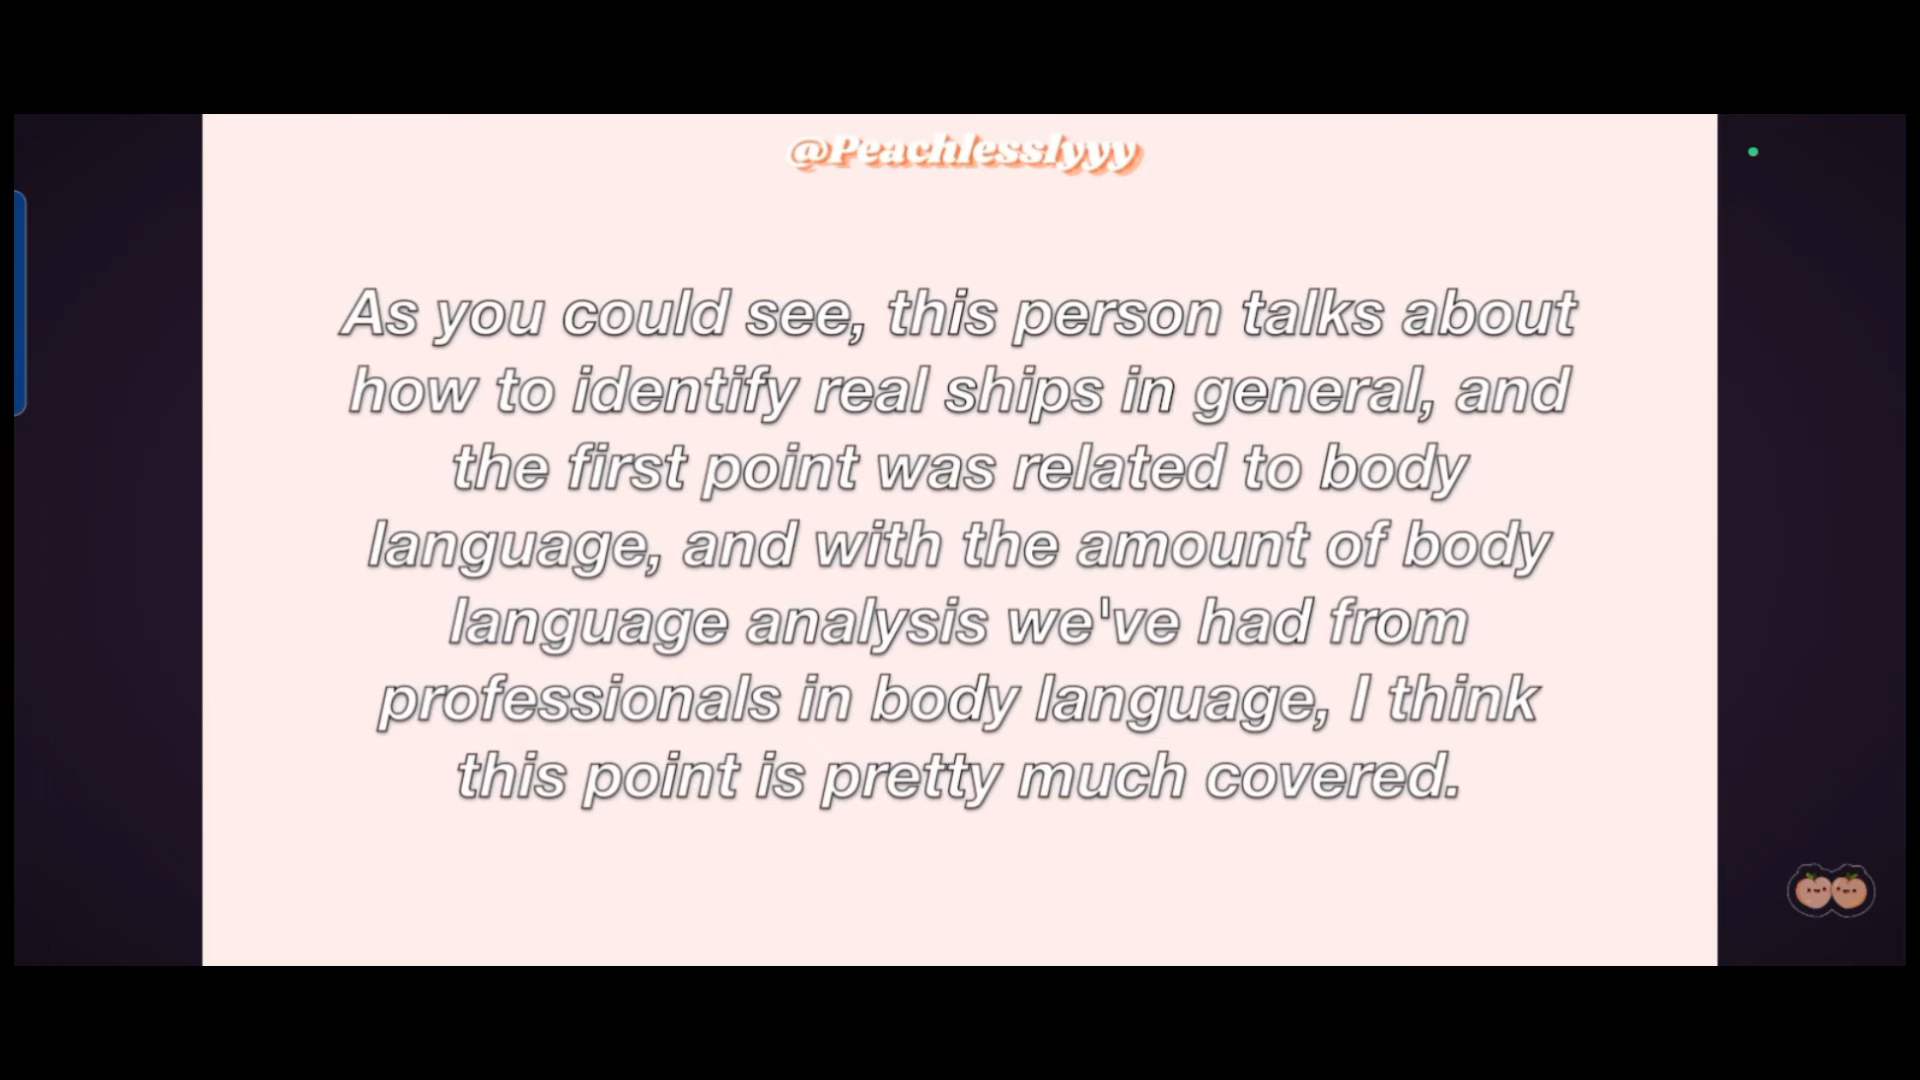 @Peachlesslyyy
As you could see, this person talks about
how to identify real ships in general, and
the first point was related to body
language, and with the amount of body
language analysis we've had from
professionals in body language, I think
this point is pretty much covered.